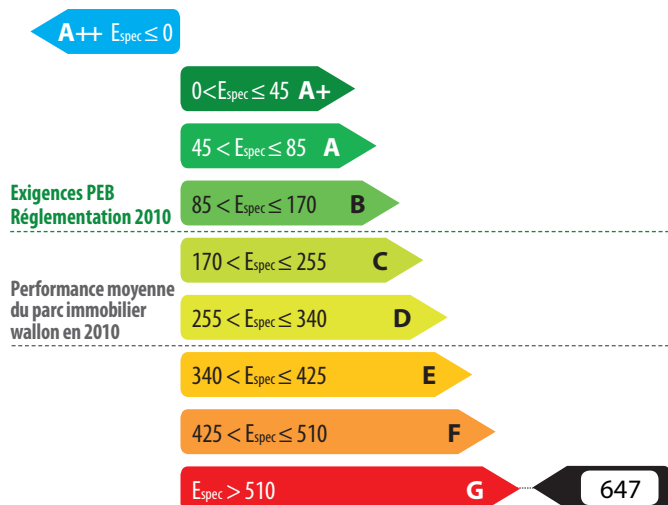 A++ Espec ≤ 0
0<Espec ≤ 45 A+
45 < Espec ≤ 85 A
Exigences PEB
Réglementation 2010
85 < Espec ≤ 170 B
170 < Espec ≤ 255 C
Performance moyenne
du parc immobilier
wallon en 2010
255 < Espec ≤ 340 D
340 < Espec ≤ 425 E
425 < Espec ≤ 510 F
Espec > 510 G 647